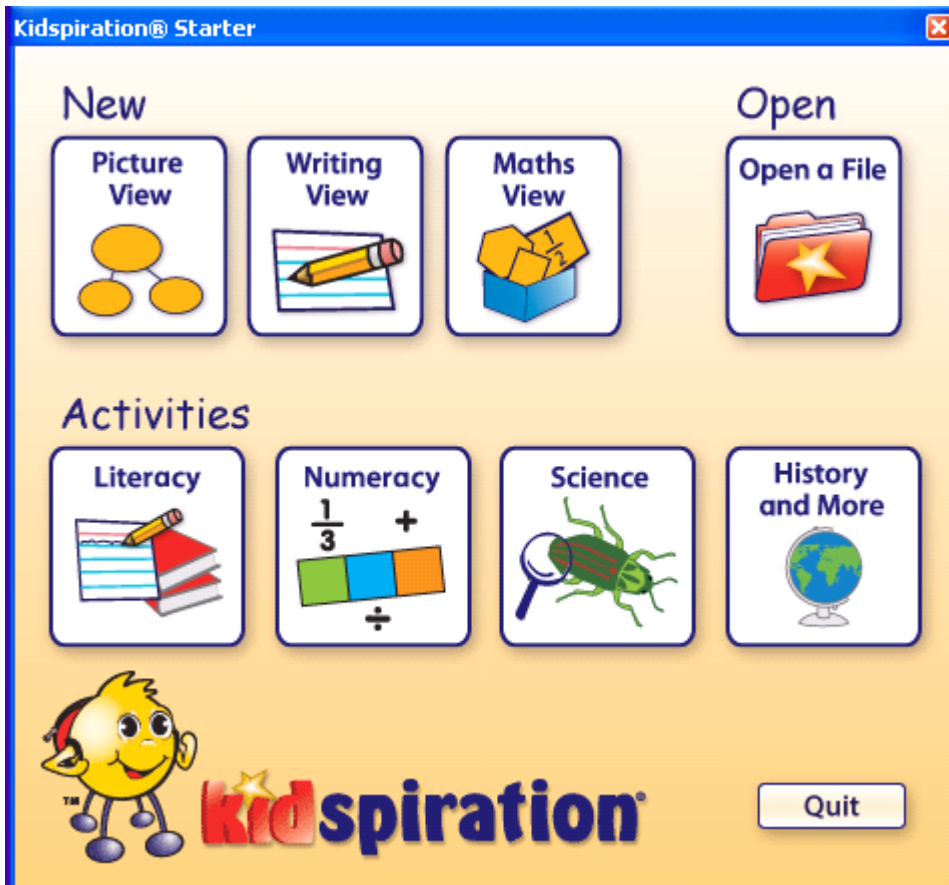 Kidspiration® Starter
New
Open
Picture
View
Writing
View
Maths
View
1
2
Open a File
Activities
Literacy
Numeracy
1
3
+
÷
Science
History
and More
TM
kidspiration®
Quit